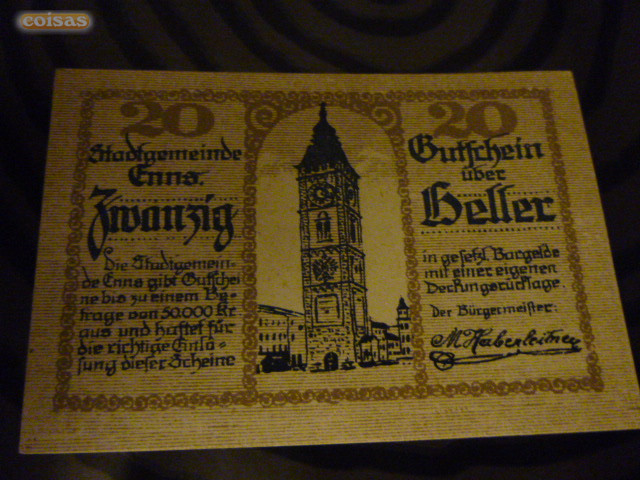 coisas
20
Stadtgemeinde
Enns.
Zwanzig
Die Stadtgemein-
de Enns gibt Gutschei
ne bis zu einem Be-
trage von 50.000 Kr.
aus und haftet für
die richtige Einlö-
sung dieser Scheine
20
Gutschein
über
Heller
in gesetzl. Bargelde
mit einer eigenen
Deckungsrücklage.
Der Bürgermeister: